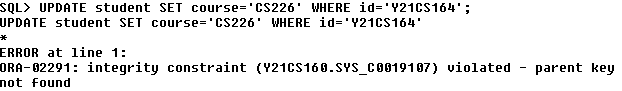 SQL> UPDATE student SET course='CS226' WHERE id='Y21CS164';
UPDATE student SET course='CS226' WHERE id='Y21CS164'
*
ERROR at line 1:
ORA-02291: integrity constraint (Y21CS160.SYS_C0019107) violated - parent key
not found